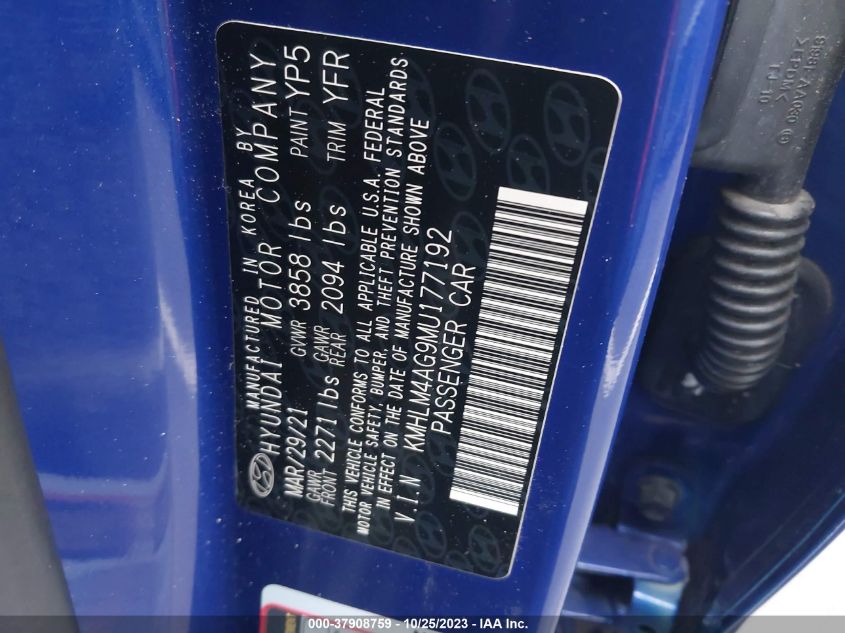 MANUFACTURED IN KOREA BY
HYUNDAI MOTOR COMPANY
MAR/29/21 GVWR 3858 lbs PAINT YP5
GAWR FRONT 2271 lbs GAWR REAR 2094 lbs TRIM YFR
THIS VEHICLE CONFORMS TO ALL APPLICABLE U.S.A. FEDERAL
MOTOR VEHICLE SAFETY, BUMPER, AND THEFT PREVENTION STANDARDS
IN EFFECT ON THE DATE OF MANUFACTURE SHOWN ABOVE
V.I.N KMHLM4AG9MU177192
PASSENGER CAR
>TPDM<
000-37908759 - 10/25/2023 - IAA Inc.